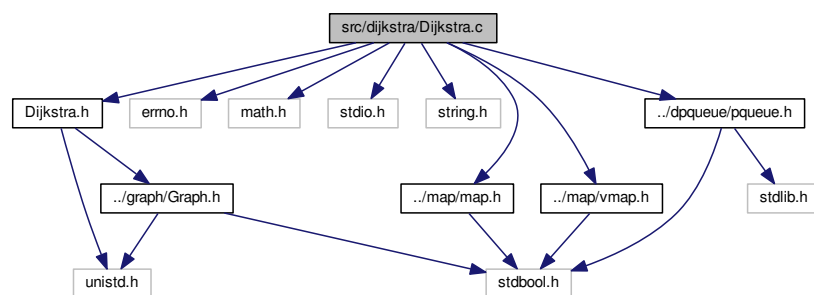 src/dijkstra/Dijkstra.c
Dijkstra.h
errno.h
math.h
stdio.h
string.h
../dpqueue/pqueue.h
../graph/Graph.h
../map/map.h
../map/vmap.h
stdlib.h
unistd.h
stdbool.h